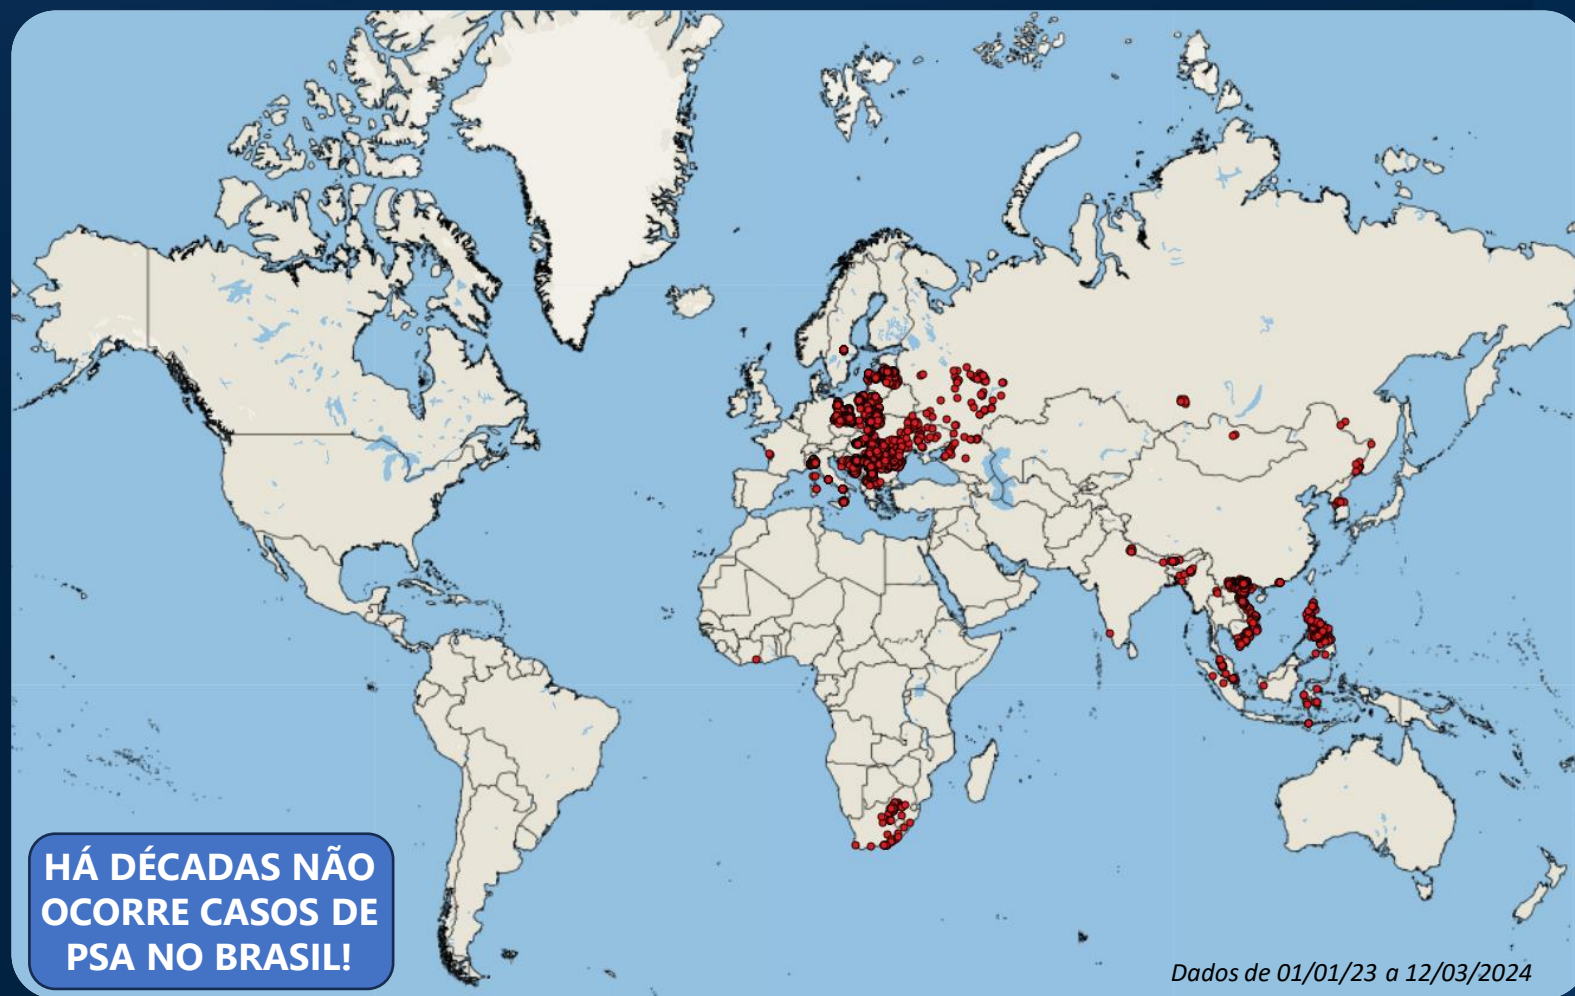 HÁ DÉCADAS NÃO
OCORRE CASOS DE
PSA NO BRASIL!
Dados de 01/01/23 a 12/03/2024